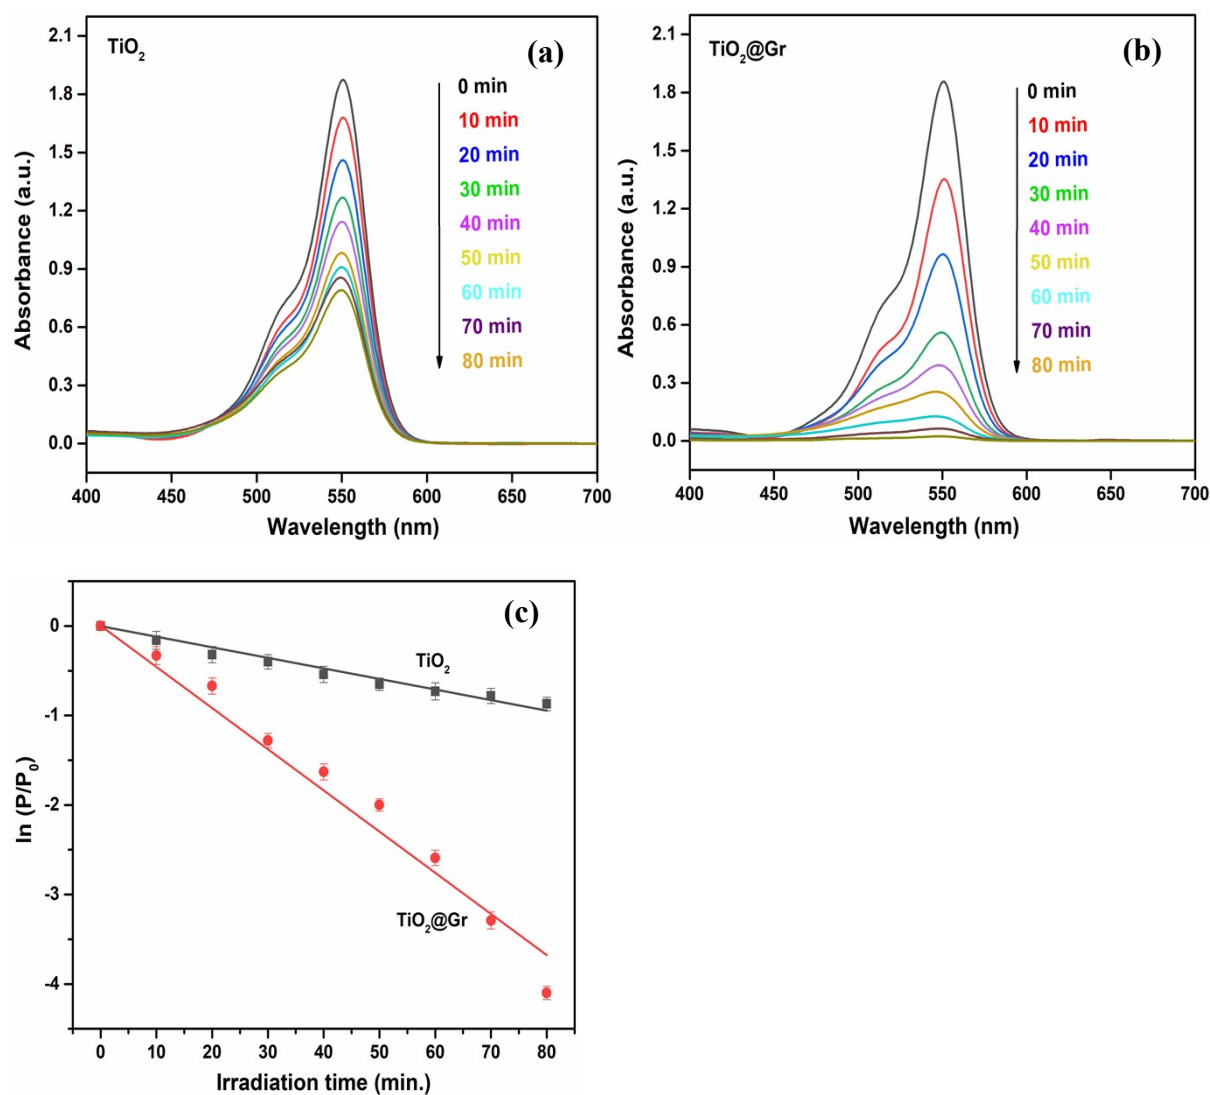 TiO2
(a)
2.1
1.8
1.5
1.2
0.9
0.6
0.3
0.0
Absorbance (a.u.)
0 min
10 min
20 min
30 min
40 min
50 min
60 min
70 min
80 min
400 450 500 550 600 650 700
Wavelength (nm)
TiO2@Gr
(b)
2.1
1.8
1.5
1.2
0.9
0.6
0.3
0.0
Absorbance (a.u.)
0 min
10 min
20 min
30 min
40 min
50 min
60 min
70 min
80 min
400 450 500 550 600 650 700
Wavelength (nm)
(c)
0
-1
-2
-3
-4
ln (P/P0)
TiO2
TiO2@Gr
0 10 20 30 40 50 60 70 80
Irradiation time (min.)